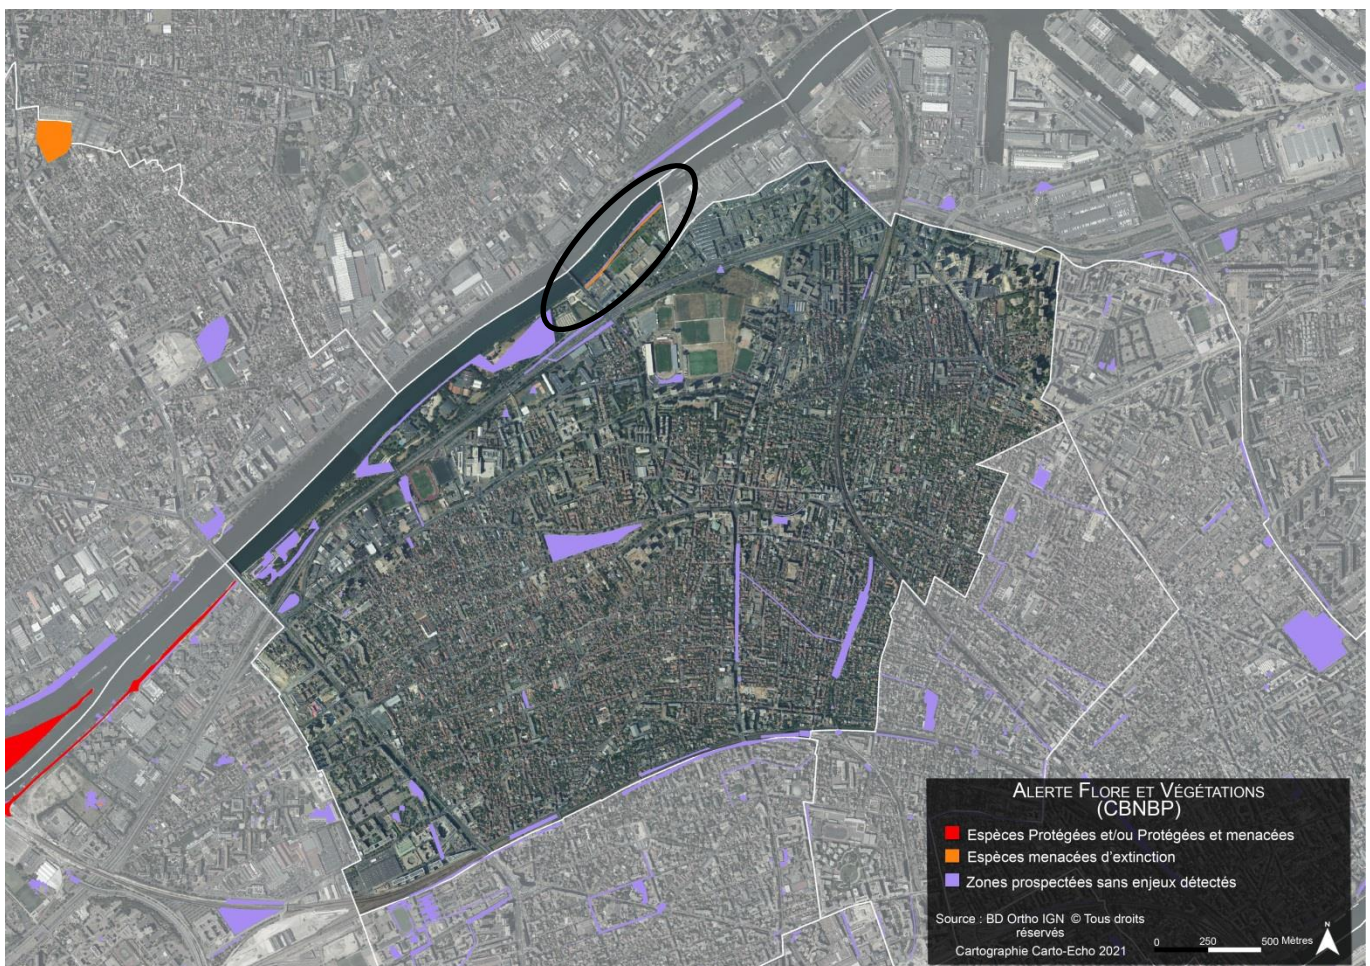 ALERTE FLORE ET VÉGÉTATIONS
(CBNBP)
Espèces Protégées et/ou Protégées et menacées
Espèces menacées d'extinction
Zones prospectées sans enjeux détectés
Source : BD Ortho IGN © Tous droits
réservés
Cartographie Carto-Echo 2021
0 250 500 Mètres
N